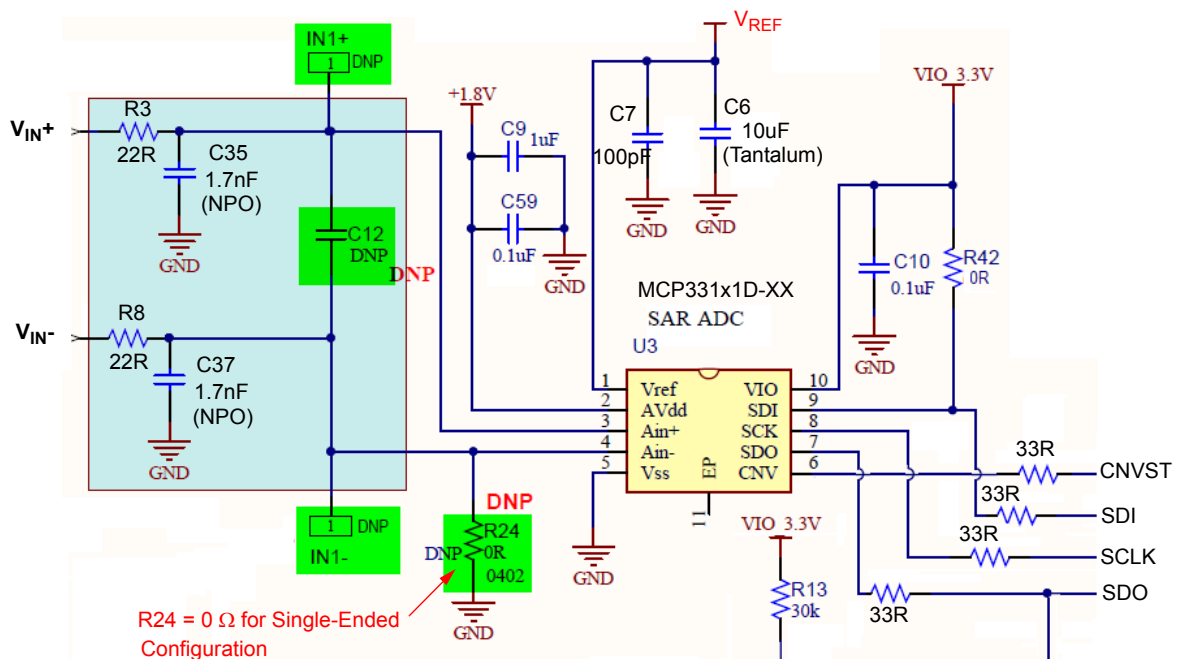 IN1+
1 DNP
VREF
VIO_3.3V
+1.8V
VIN+
R3
22R
C35
1.7nF
(NPO)
GND
C12
DNP
DNP
C9
1uF
C59
0.1uF
GND
C7
100pF
GND
C6
10uF
(Tantalum)
GND
C10
0.1uF
GND
R42
0R
VIN-
R8
22R
C37
1.7nF
(NPO)
GND
MCP331x1D-XX
SAR ADC
U3
1 Vref VIO 10
2 AVdd SDI 9
3 Ain+ SCK 8
4 Ain- SDO 7
5 Vss EP CNV 6
11
GND
1 DNP
IN1-
DNP
DNP
R24
0R
0402
GND
R24 = 0 Ω for Single-Ended
Configuration
VIO_3.3V
R13
30k
33R
CNVST
33R
SDI
33R
SCLK
33R
SDO